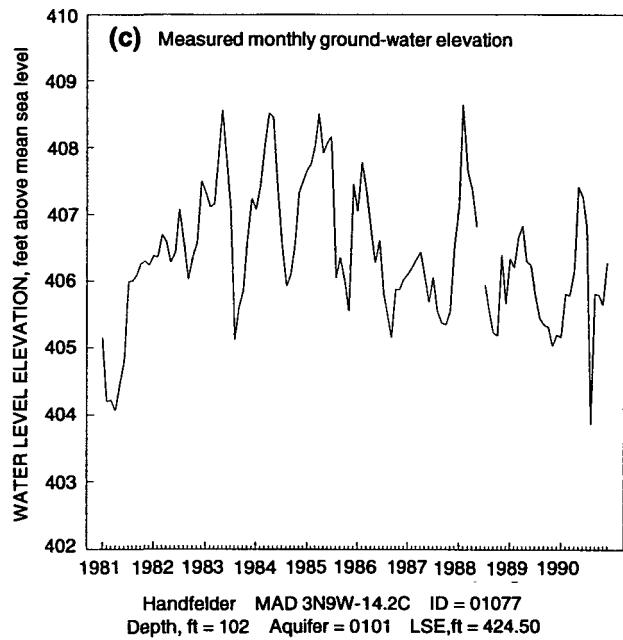 (c) Measured monthly ground-water elevation
WATER LEVEL ELEVATION, feet above mean sea level
410
409
408
407
406
405
404
403
402
1981 1982 1983 1984 1985 1986 1987 1988 1989 1990
Handfelder MAD 3N9W-14.2C ID = 01077
Depth, ft = 102 Aquifer = 0101 LSE,ft = 424.50